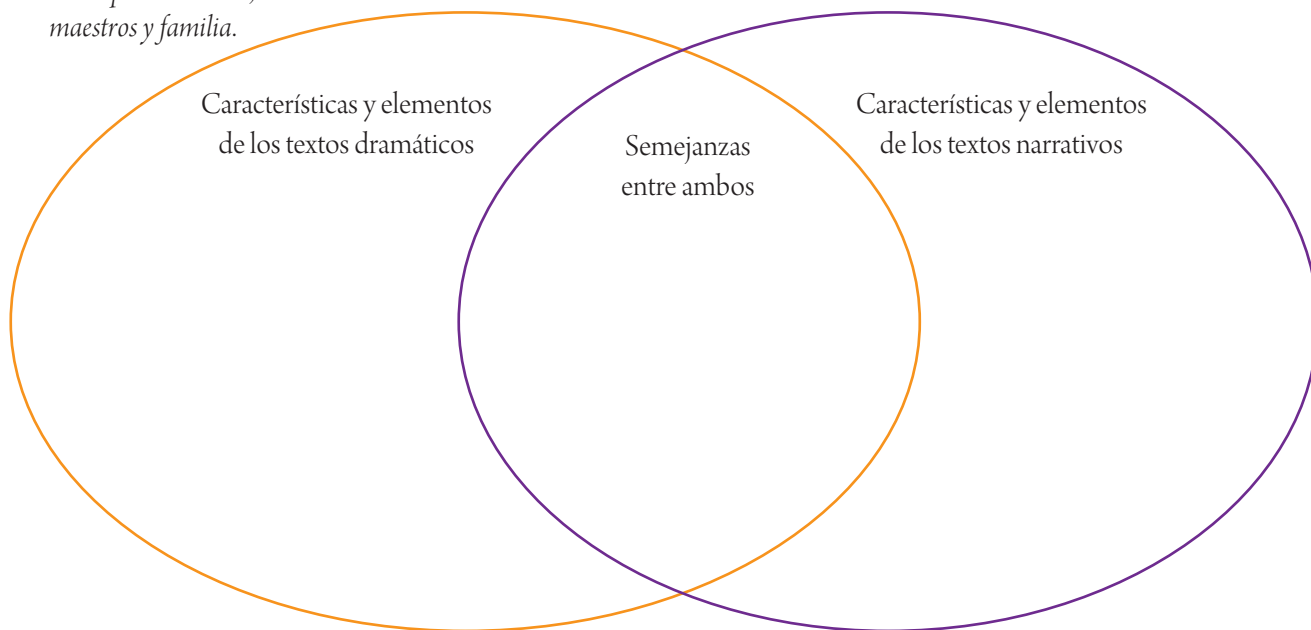 maestros y familia.
Características y elementos
de los textos dramáticos
Semejanzas
entre ambos
Características y elementos
de los textos narrativos